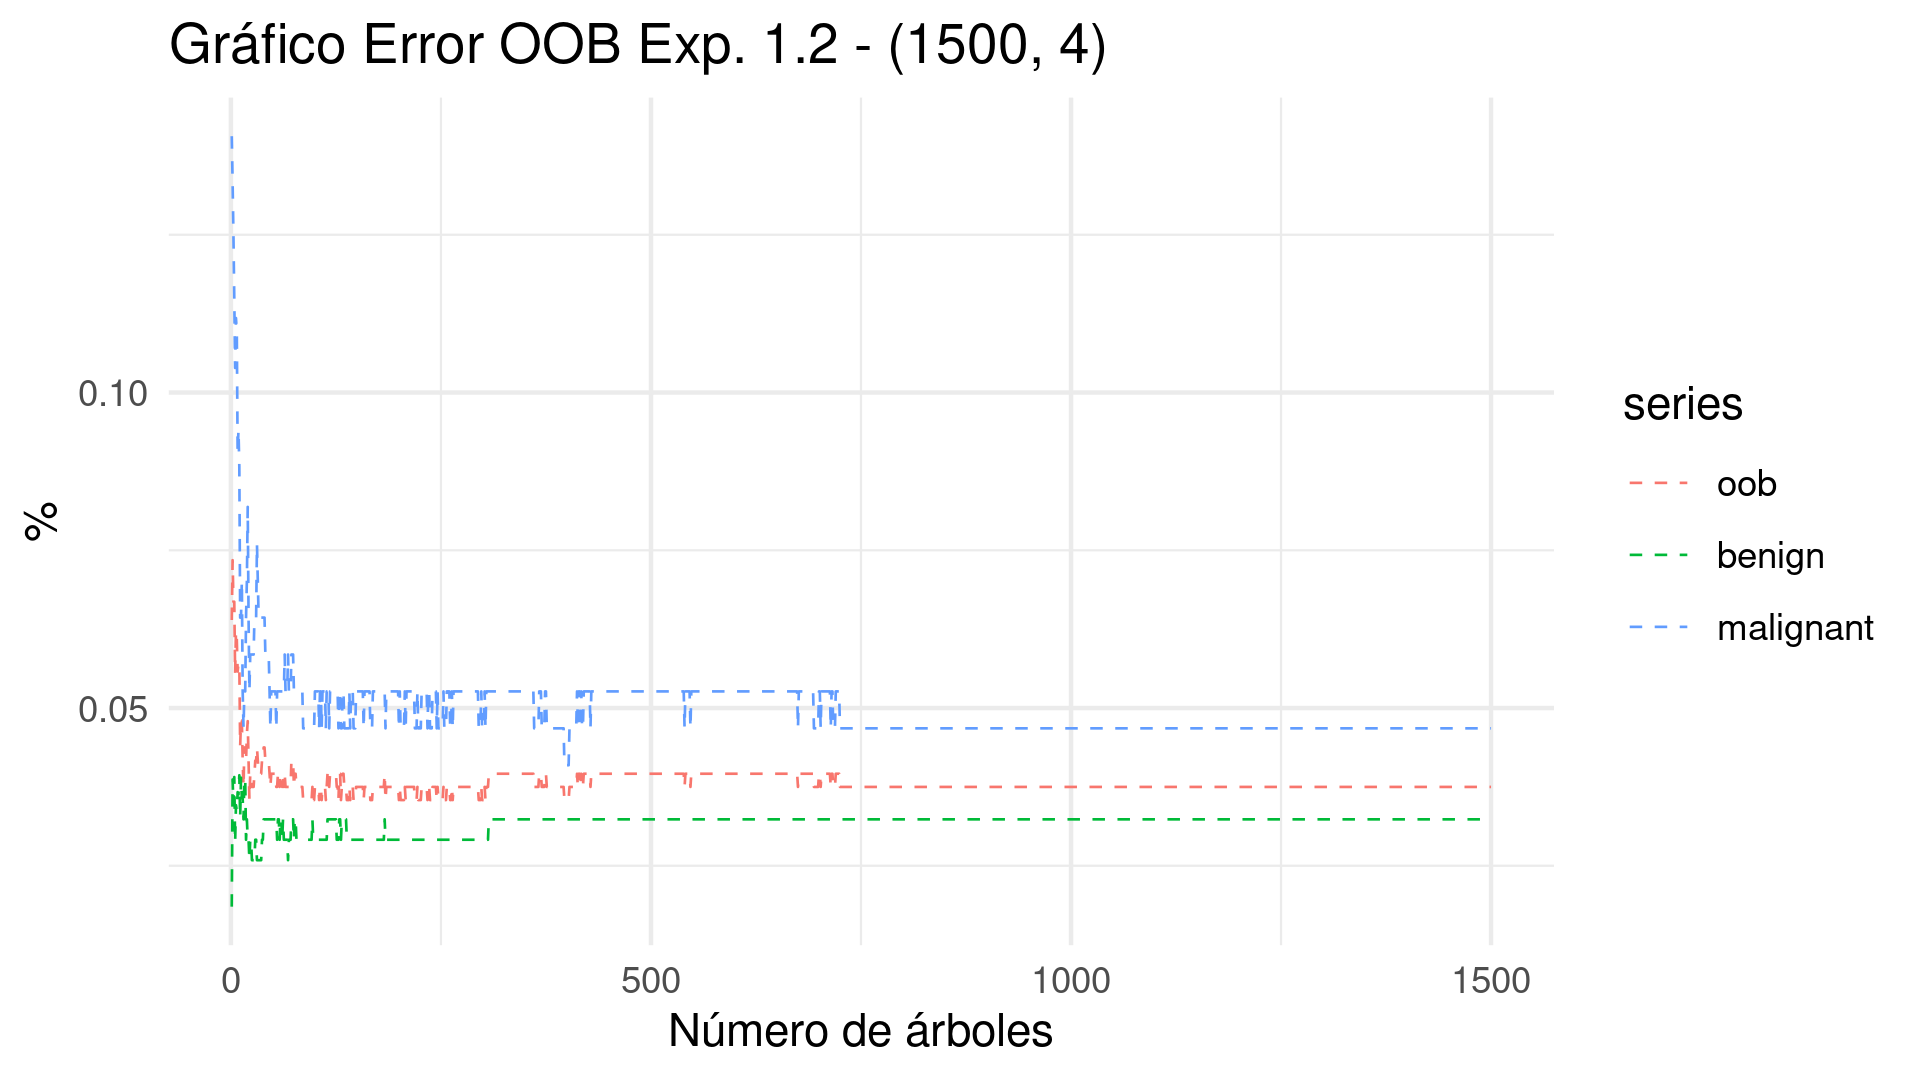 Gráfico Error OOB Exp. 1.2 - (1500, 4)
%
0.10
0.05
0
500
1000
1500
Número de árboles
series
oob
benign
malignant